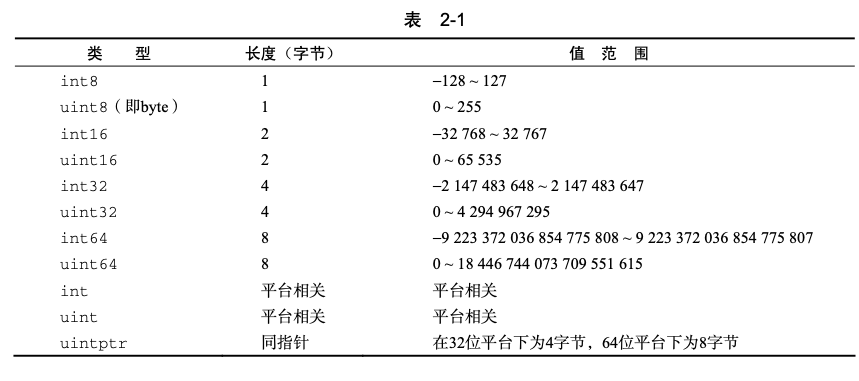 表 2-1
类 型 长度（字节） 值 范 围
int8 1 −128 ~ 127
uint8（即byte） 1 0 ~ 255
int16 2 −32 768 ~ 32 767
uint16 2 0 ~ 65 535
int32 4 −2 147 483 648 ~ 2 147 483 647
uint32 4 0 ~ 4 294 967 295
int64 8 −9 223 372 036 854 775 808 ~ 9 223 372 036 854 775 807
uint64 8 0 ~ 18 446 744 073 709 551 615
int 平台相关 平台相关
uint 平台相关 平台相关
uintptr 同指针 在32位平台下为4字节，64位平台下为8字节